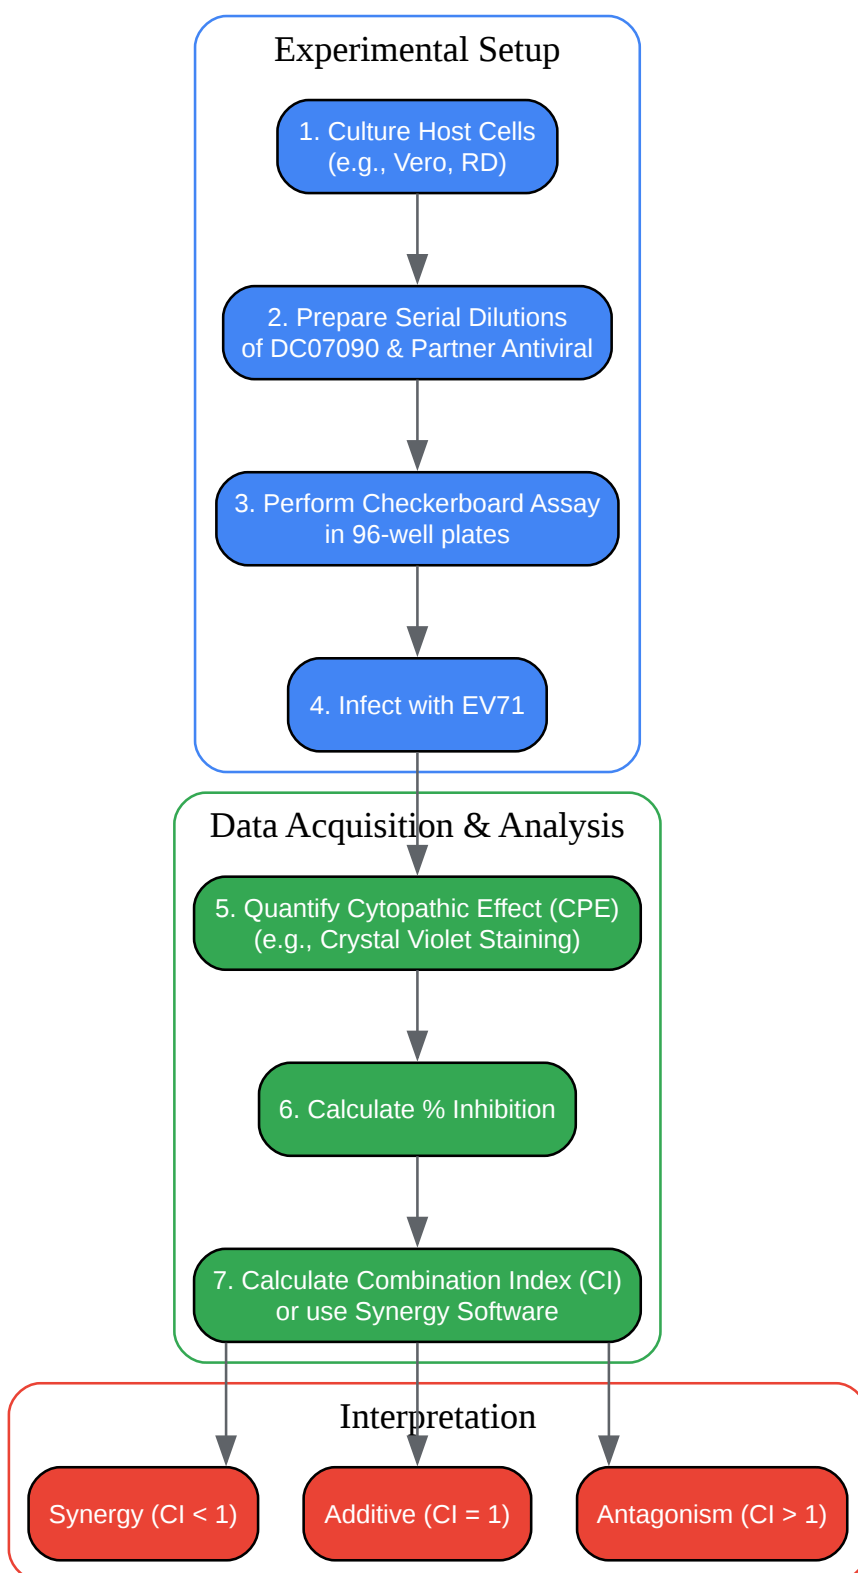 Experimental Setup
1. Culture Host Cells
(e.g., Vero, RD)
2. Prepare Serial Dilutions
of DC07090 & Partner Antiviral
3. Perform Checkerboard Assay
in 96-well plates
4. Infect with EV71
Data Acquisition & Analysis
5. Quantify Cytopathic Effect (CPE)
(e.g., Crystal Violet Staining)
6. Calculate % Inhibition
7. Calculate Combination Index (CI)
or use Synergy Software
Interpretation
Synergy (CI < 1)
Additive (CI = 1)
Antagonism (CI > 1)